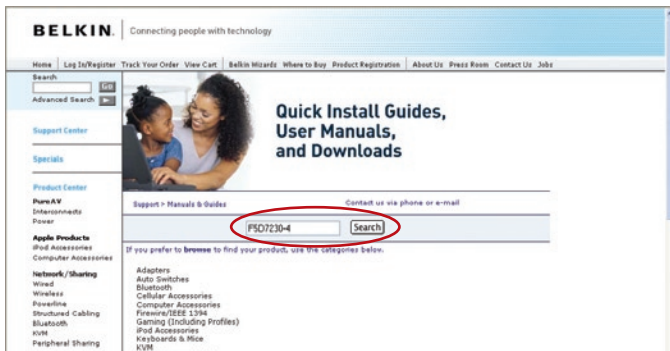 BELKIN. Connecting people with technology
Home Log In/Register Track Your Order View Cart Belkin Wizards Where to Buy Product Registration About Us Press Room Contact Us Jobs
Search
Go
Advanced Search
Support Center
Specials
Product Center
PureAV
Interconnects
Power
Apple Products
iPod Accessories
Computer Accessories
Network/Sharing
Wired
Wireless
Powerline
Structured Cabling
Bluetooth
KVM
Peripheral Sharing
Quick Install Guides,
User Manuals,
and Downloads
Support > Manuals & Guides Contact us via phone or e-mail
F5D7230-4 Search
If you prefer to browse to find your product, use the categories below.
Adapters
Auto Switches
Bluetooth
Cellular Accessories
Computer Accessories
Firewire/IEEE 1394
Gaming (Including Profiles)
iPod Accessories
Keyboards & Mice
KVM